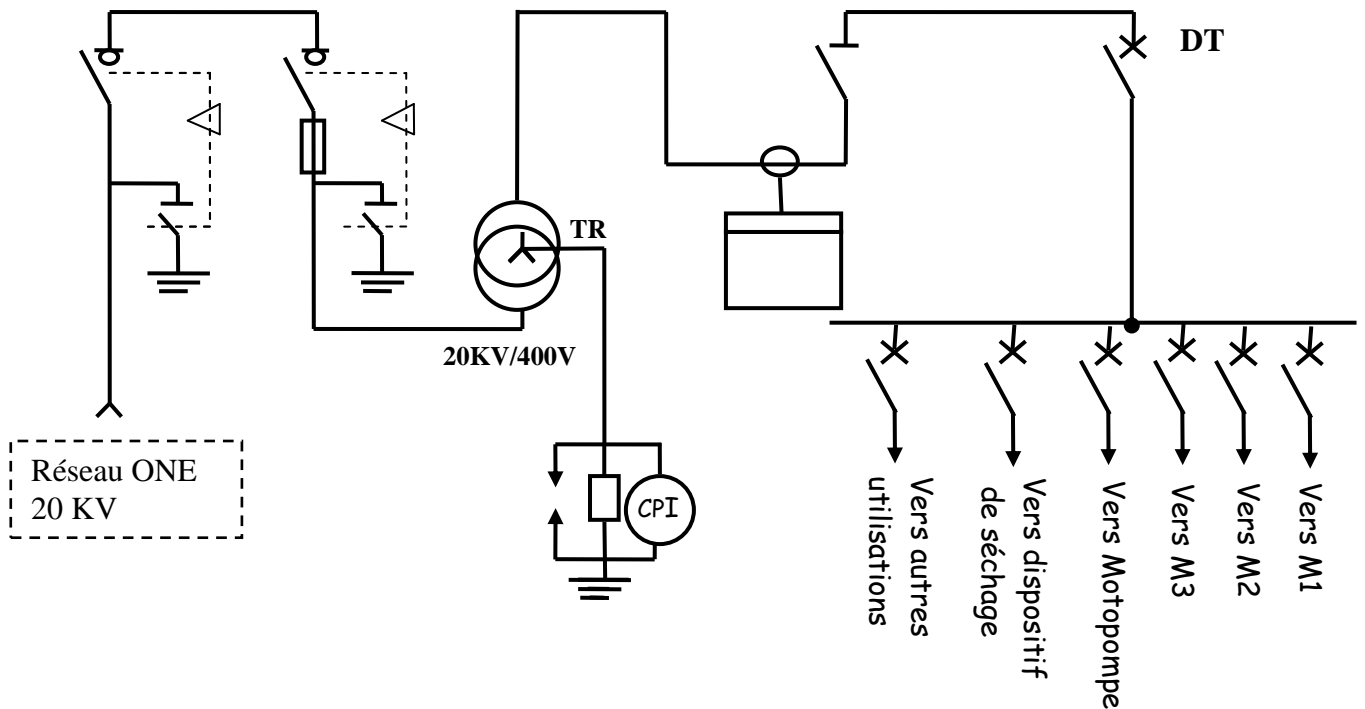 DT
TR
20KV/400V
Réseau ONE
20 KV
CPI
Vers autres
utilisations
Vers dispositif
de séchage
Vers Motopompe
Vers M3
Vers M2
Vers M1